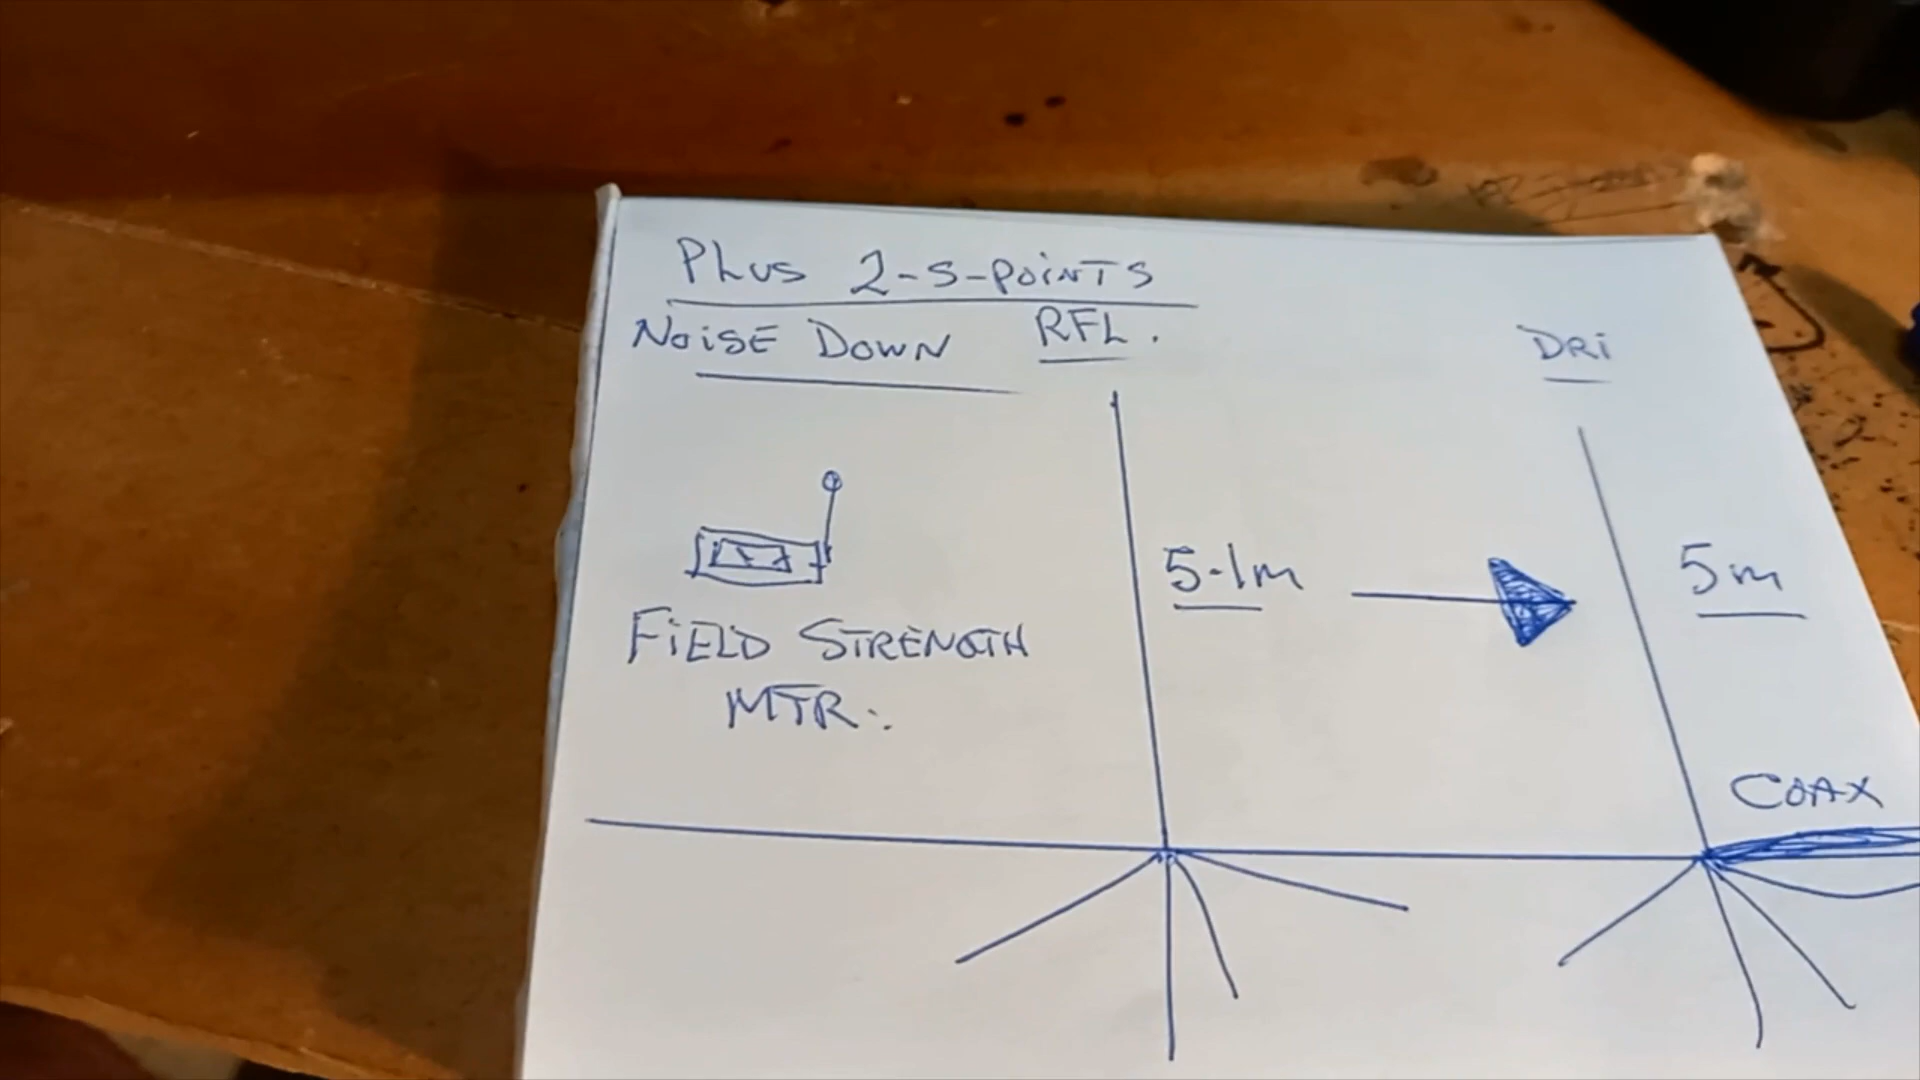 PLUS 2-S-POINTS
NOISE DOWN RFL.
DRI
5.1m
5m
FIELD STRENGTH
MTR.
COAX